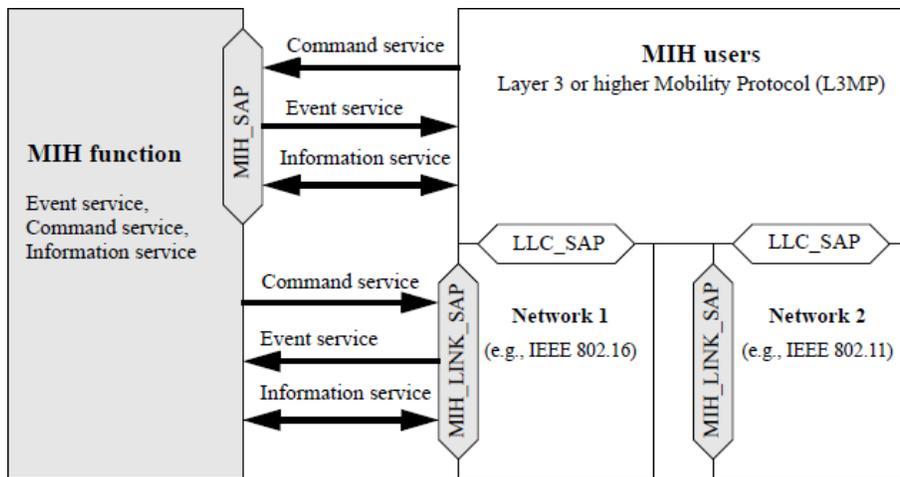 MIH function
Event service,
Command service,
Information service
MIH_SAP
Command service
Event service
Information service
MIH users
Layer 3 or higher Mobility Protocol (L3MP)
LLC_SAP
LLC_SAP
Command service
Event service
Information service
MIH_LINK_SAP
Network 1
(e.g., IEEE 802.16)
MIH_LINK_SAP
Network 2
(e.g., IEEE 802.11)